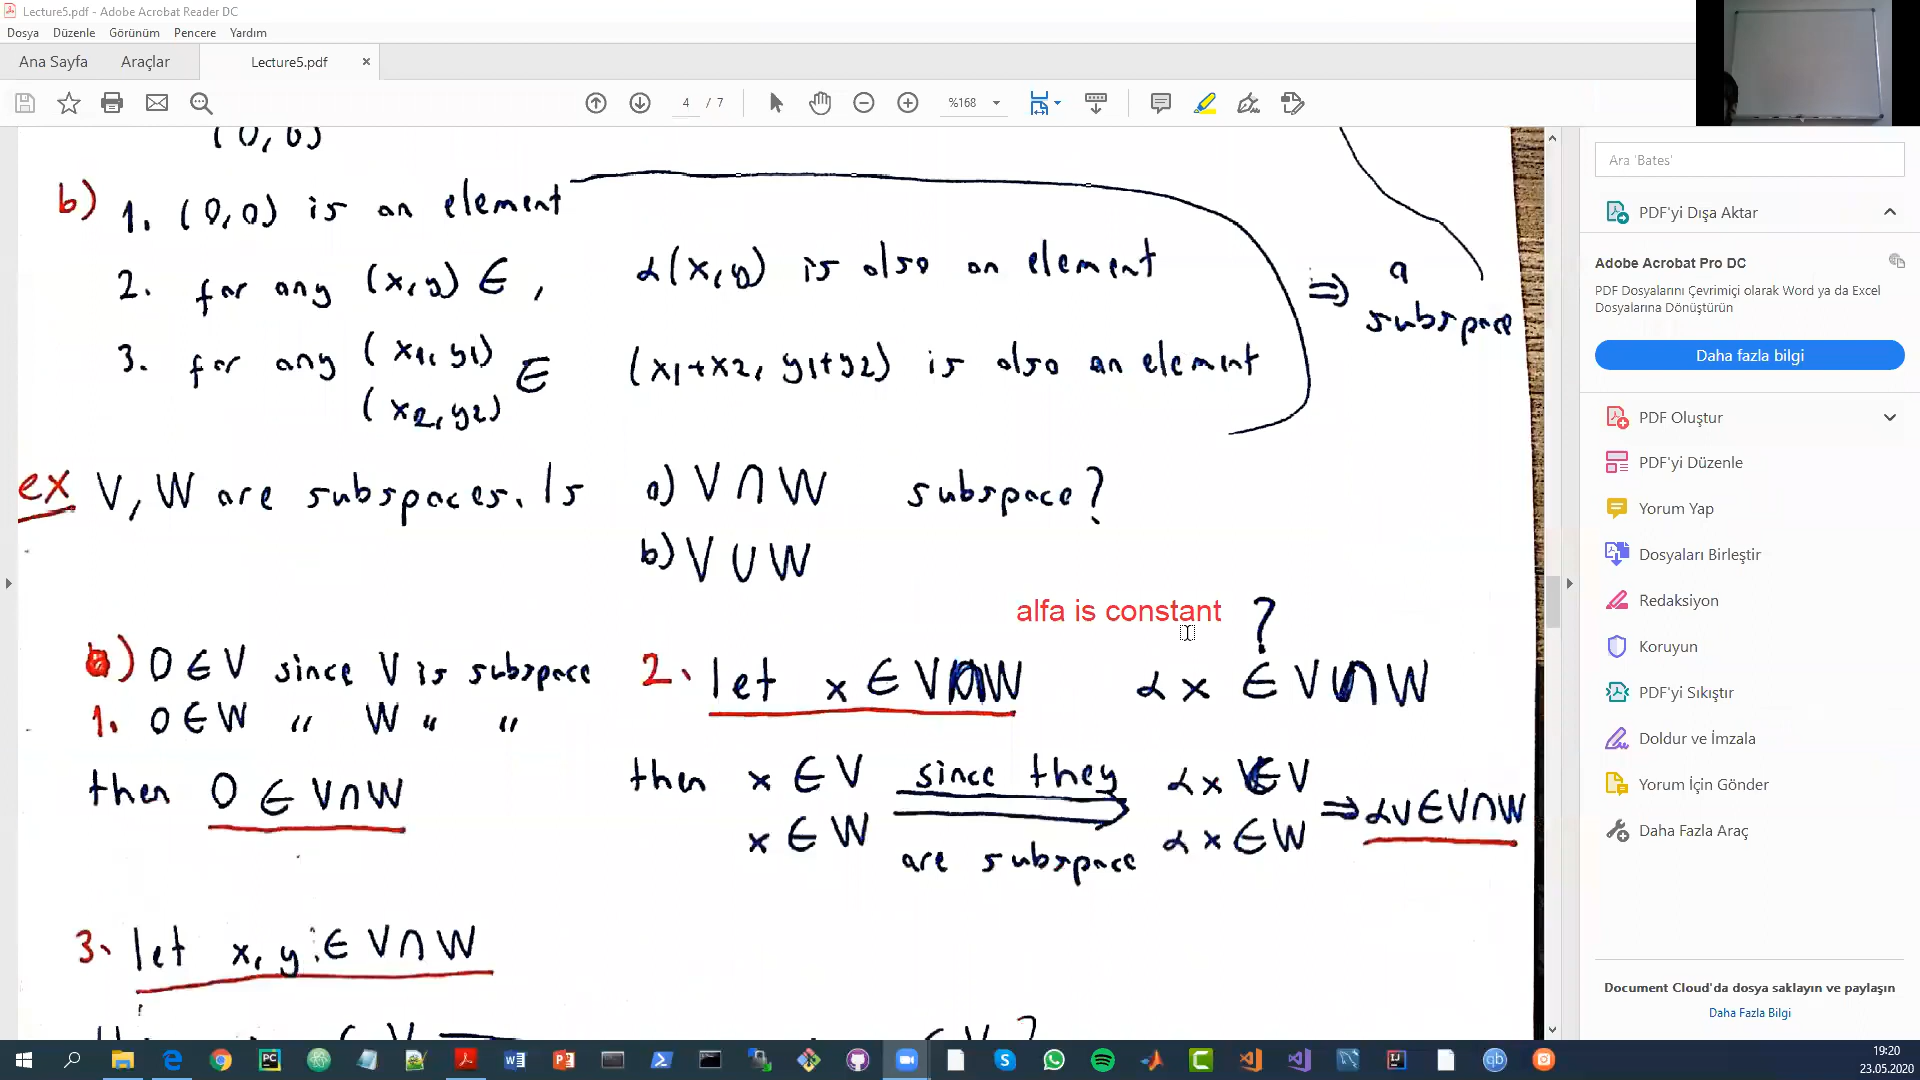 Lecture5.pdf - Adobe Acrobat Reader DC
Dosya Düzenle Görünüm Pencere Yardım
Ana Sayfa Araçlar Lecture5.pdf ×
4 / 7 %168
(0,0)
b) 1. (0,0) is an element
2. for any (x,y) ∈ , α(x,y) is also an element
⇒ a subspace
3. for any (x1,y1) (x2,y2) ∈ (x1+x2, y1+y2) is also an element
ex V, W are subspaces. Is a) V∩W subspace?
b) V∪W
alfa is constant ?
a) 0∈V since V is subspace
1. 0∈W " W " "
then 0 ∈ V∩W
2. let x ∈ V∩W αx ∈ V∩W
then x ∈V since they αx ∈V
x ∈ W are subspace αx ∈W ⇒ αv∈V∩W
3. let x, y ∈ V∩W
Ara 'Bates'
PDF'yi Dışa Aktar
Adobe Acrobat Pro DC
PDF Dosyalarını Çevrimiçi olarak Word ya da Excel
Dosyalarına Dönüştürün
Daha fazla bilgi
PDF Oluştur
PDF'yi Düzenle
Yorum Yap
Dosyaları Birleştir
Redaksiyon
Koruyun
PDF'yi Sıkıştır
Doldur ve İmzala
Yorum İçin Gönder
Daha Fazla Araç
Document Cloud'da dosya saklayın ve paylaşın
Daha Fazla Bilgi
19:20
23.05.2020